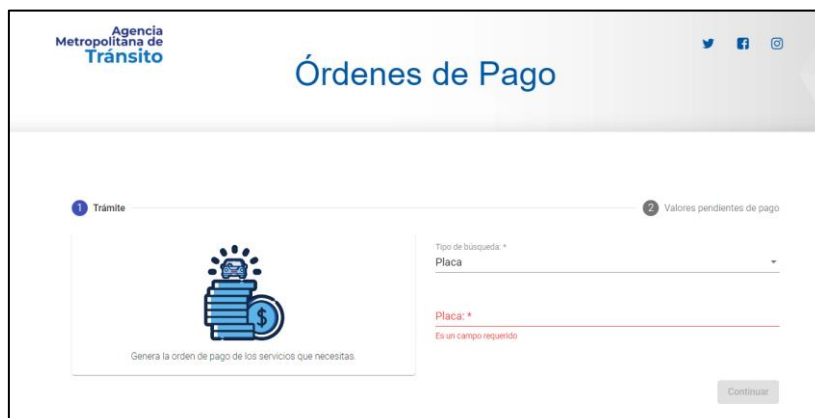 Agencia
Metropolitana de
Tránsito
Órdenes de Pago
1 Trámite
2 Valores pendientes de pago
Tipo de búsqueda: *
Placa
Placa: *
Es un campo requerido
$
Genera la orden de pago de los servicios que necesitas.
Continuar